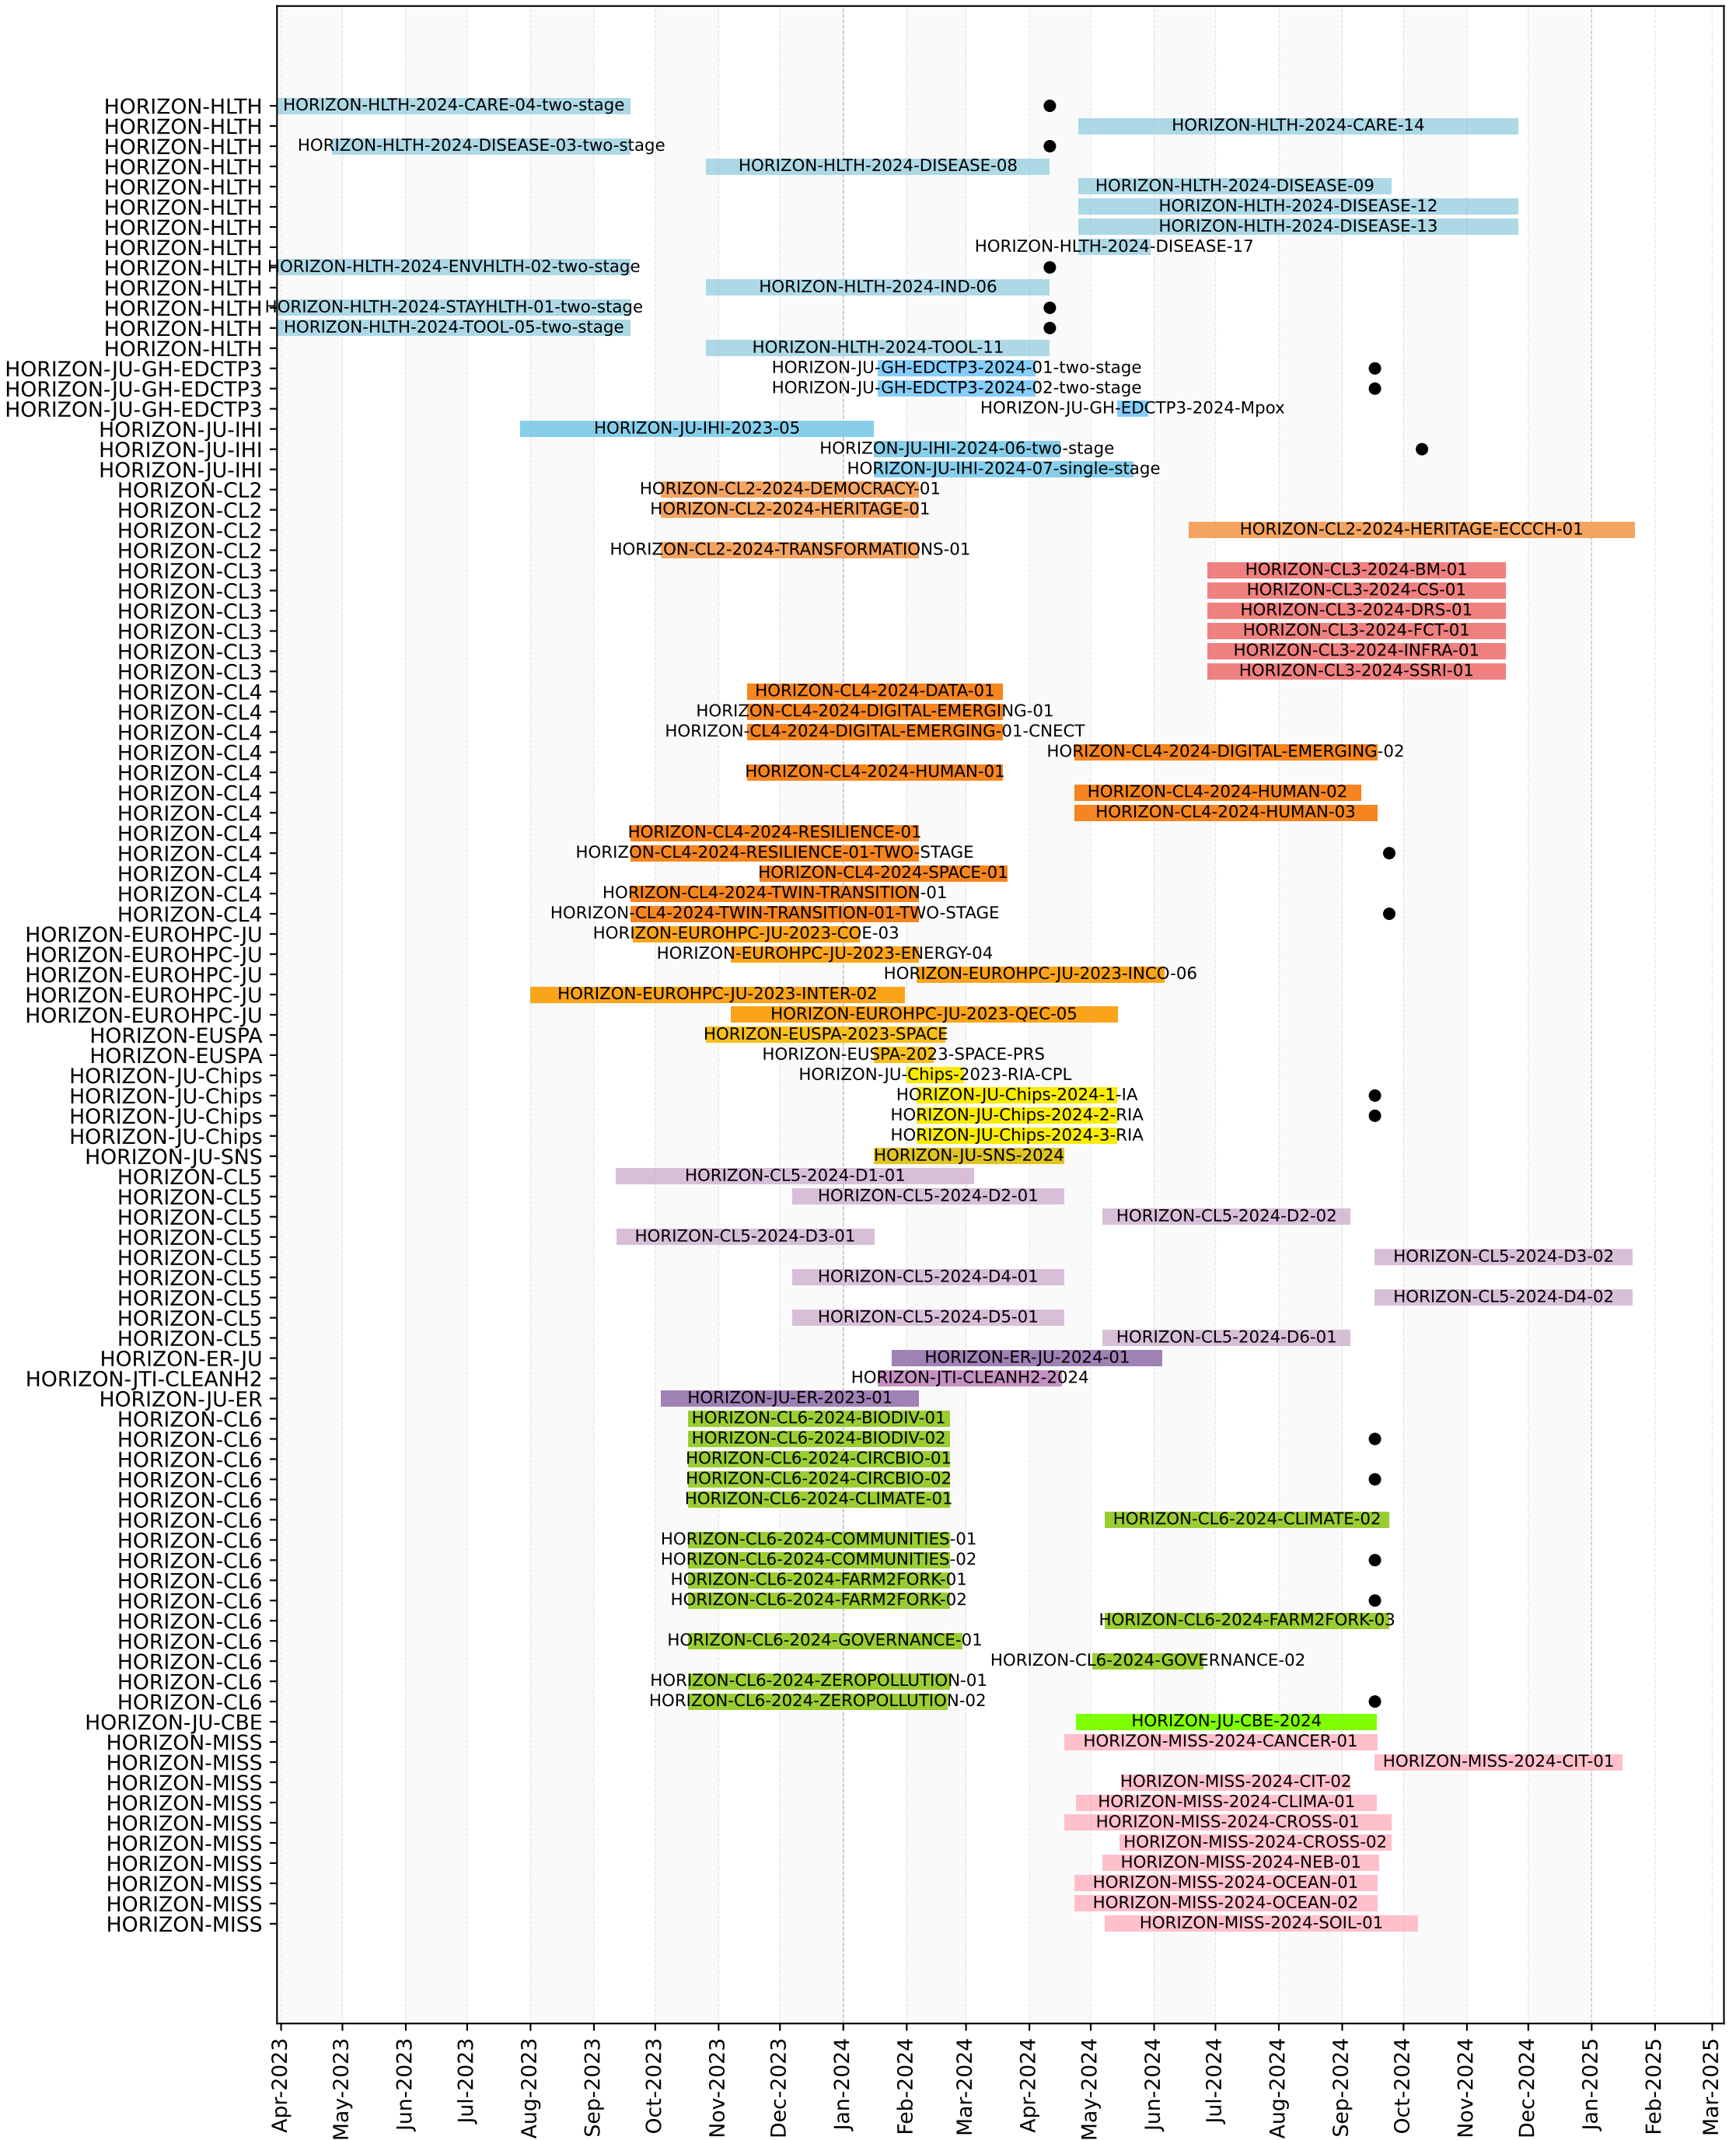 HORIZON-HLTH HORIZON-HLTH-2024-CARE-04-two-stage
HORIZON-HLTH HORIZON-HLTH-2024-CARE-14
HORIZON-HLTH HORIZON-HLTH-2024-DISEASE-03-two-stage
HORIZON-HLTH HORIZON-HLTH-2024-DISEASE-08
HORIZON-HLTH HORIZON-HLTH-2024-DISEASE-09
HORIZON-HLTH HORIZON-HLTH-2024-DISEASE-12
HORIZON-HLTH HORIZON-HLTH-2024-DISEASE-13
HORIZON-HLTH HORIZON-HLTH-2024-DISEASE-17
HORIZON-HLTH HORIZON-HLTH-2024-ENVHLTH-02-two-stage
HORIZON-HLTH HORIZON-HLTH-2024-IND-06
HORIZON-HLTH HORIZON-HLTH-2024-STAYHLTH-01-two-stage
HORIZON-HLTH HORIZON-HLTH-2024-TOOL-05-two-stage
HORIZON-HLTH HORIZON-HLTH-2024-TOOL-11
HORIZON-JU-GH-EDCTP3 HORIZON-JU-GH-EDCTP3-2024-01-two-stage
HORIZON-JU-GH-EDCTP3 HORIZON-JU-GH-EDCTP3-2024-02-two-stage
HORIZON-JU-GH-EDCTP3 HORIZON-JU-GH-EDCTP3-2024-Mpox
HORIZON-JU-IHI HORIZON-JU-IHI-2023-05
HORIZON-JU-IHI HORIZON-JU-IHI-2024-06-two-stage
HORIZON-JU-IHI HORIZON-JU-IHI-2024-07-single-stage
HORIZON-CL2 HORIZON-CL2-2024-DEMOCRACY-01
HORIZON-CL2 HORIZON-CL2-2024-HERITAGE-01
HORIZON-CL2 HORIZON-CL2-2024-HERITAGE-ECCCH-01
HORIZON-CL2 HORIZON-CL2-2024-TRANSFORMATIONS-01
HORIZON-CL3 HORIZON-CL3-2024-BM-01
HORIZON-CL3 HORIZON-CL3-2024-CS-01
HORIZON-CL3 HORIZON-CL3-2024-DRS-01
HORIZON-CL3 HORIZON-CL3-2024-FCT-01
HORIZON-CL3 HORIZON-CL3-2024-INFRA-01
HORIZON-CL3 HORIZON-CL3-2024-SSRI-01
HORIZON-CL4 HORIZON-CL4-2024-DATA-01
HORIZON-CL4 HORIZON-CL4-2024-DIGITAL-EMERGING-01
HORIZON-CL4 HORIZON-CL4-2024-DIGITAL-EMERGING-01-CNECT
HORIZON-CL4 HORIZON-CL4-2024-DIGITAL-EMERGING-02
HORIZON-CL4 HORIZON-CL4-2024-HUMAN-01
HORIZON-CL4 HORIZON-CL4-2024-HUMAN-02
HORIZON-CL4 HORIZON-CL4-2024-HUMAN-03
HORIZON-CL4 HORIZON-CL4-2024-RESILIENCE-01
HORIZON-CL4 HORIZON-CL4-2024-RESILIENCE-01-TWO-STAGE
HORIZON-CL4 HORIZON-CL4-2024-SPACE-01
HORIZON-CL4 HORIZON-CL4-2024-TWIN-TRANSITION-01
HORIZON-CL4 HORIZON-CL4-2024-TWIN-TRANSITION-01-TWO-STAGE
HORIZON-EUROHPC-JU HORIZON-EUROHPC-JU-2023-COE-03
HORIZON-EUROHPC-JU HORIZON-EUROHPC-JU-2023-ENERGY-04
HORIZON-EUROHPC-JU HORIZON-EUROHPC-JU-2023-INCO-06
HORIZON-EUROHPC-JU HORIZON-EUROHPC-JU-2023-INTER-02
HORIZON-EUROHPC-JU HORIZON-EUROHPC-JU-2023-QEC-05
HORIZON-EUSPA HORIZON-EUSPA-2023-SPACE
HORIZON-EUSPA HORIZON-EUSPA-2023-SPACE-PRS
HORIZON-JU-Chips HORIZON-JU-Chips-2023-RIA-CPL
HORIZON-JU-Chips HORIZON-JU-Chips-2024-1-IA
HORIZON-JU-Chips HORIZON-JU-Chips-2024-2-RIA
HORIZON-JU-Chips HORIZON-JU-Chips-2024-3-RIA
HORIZON-JU-SNS HORIZON-JU-SNS-2024
HORIZON-CL5 HORIZON-CL5-2024-D1-01
HORIZON-CL5 HORIZON-CL5-2024-D2-01
HORIZON-CL5 HORIZON-CL5-2024-D2-02
HORIZON-CL5 HORIZON-CL5-2024-D3-01
HORIZON-CL5 HORIZON-CL5-2024-D3-02
HORIZON-CL5 HORIZON-CL5-2024-D4-01
HORIZON-CL5 HORIZON-CL5-2024-D4-02
HORIZON-CL5 HORIZON-CL5-2024-D5-01
HORIZON-CL5 HORIZON-CL5-2024-D6-01
HORIZON-ER-JU HORIZON-ER-JU-2024-01
HORIZON-JTI-CLEANH2 HORIZON-JTI-CLEANH2-2024
HORIZON-JU-ER HORIZON-JU-ER-2023-01
HORIZON-CL6 HORIZON-CL6-2024-BIODIV-01
HORIZON-CL6 HORIZON-CL6-2024-BIODIV-02
HORIZON-CL6 HORIZON-CL6-2024-CIRCBIO-01
HORIZON-CL6 HORIZON-CL6-2024-CIRCBIO-02
HORIZON-CL6 HORIZON-CL6-2024-CLIMATE-01
HORIZON-CL6 HORIZON-CL6-2024-CLIMATE-02
HORIZON-CL6 HORIZON-CL6-2024-COMMUNITIES-01
HORIZON-CL6 HORIZON-CL6-2024-COMMUNITIES-02
HORIZON-CL6 HORIZON-CL6-2024-FARM2FORK-01
HORIZON-CL6 HORIZON-CL6-2024-FARM2FORK-02
HORIZON-CL6 HORIZON-CL6-2024-FARM2FORK-03
HORIZON-CL6 HORIZON-CL6-2024-GOVERNANCE-01
HORIZON-CL6 HORIZON-CL6-2024-GOVERNANCE-02
HORIZON-CL6 HORIZON-CL6-2024-ZEROPOLLUTION-01
HORIZON-CL6 HORIZON-CL6-2024-ZEROPOLLUTION-02
HORIZON-JU-CBE HORIZON-JU-CBE-2024
HORIZON-MISS HORIZON-MISS-2024-CANCER-01
HORIZON-MISS HORIZON-MISS-2024-CIT-01
HORIZON-MISS HORIZON-MISS-2024-CIT-02
HORIZON-MISS HORIZON-MISS-2024-CLIMA-01
HORIZON-MISS HORIZON-MISS-2024-CROSS-01
HORIZON-MISS HORIZON-MISS-2024-CROSS-02
HORIZON-MISS HORIZON-MISS-2024-NEB-01
HORIZON-MISS HORIZON-MISS-2024-OCEAN-01
HORIZON-MISS HORIZON-MISS-2024-OCEAN-02
HORIZON-MISS HORIZON-MISS-2024-SOIL-01
Apr-2023
May-2023
Jun-2023
Jul-2023
Aug-2023
Sep-2023
Oct-2023
Nov-2023
Dec-2023
Jan-2024
Feb-2024
Mar-2024
Apr-2024
May-2024
Jun-2024
Jul-2024
Aug-2024
Sep-2024
Oct-2024
Nov-2024
Dec-2024
Jan-2025
Feb-2025
Mar-2025